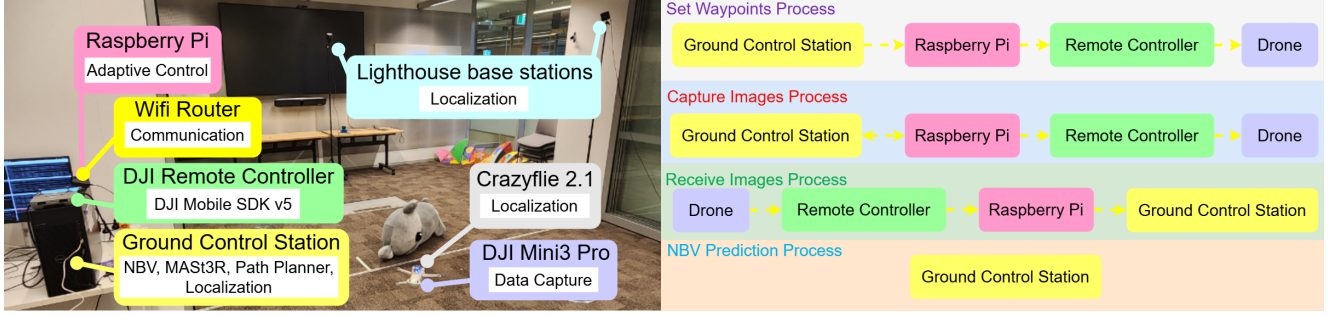 Raspberry Pi
Adaptive Control
Wifi Router
Communication
DJI Remote Controller
DJI Mobile SDK v5
Ground Control Station
NBV, MASt3R, Path Planner,
Localization
Lighthouse base stations
Localization
Crazyflie 2.1
Localization
DJI Mini3 Pro
Data Capture
Set Waypoints Process
Ground Control Station
Raspberry Pi
Remote Controller
Drone
Capture Images Process
Ground Control Station
Raspberry Pi
Remote Controller
Drone
Receive Images Process
Drone
Remote Controller
Raspberry Pi
Ground Control Station
NBV Prediction Process
Ground Control Station